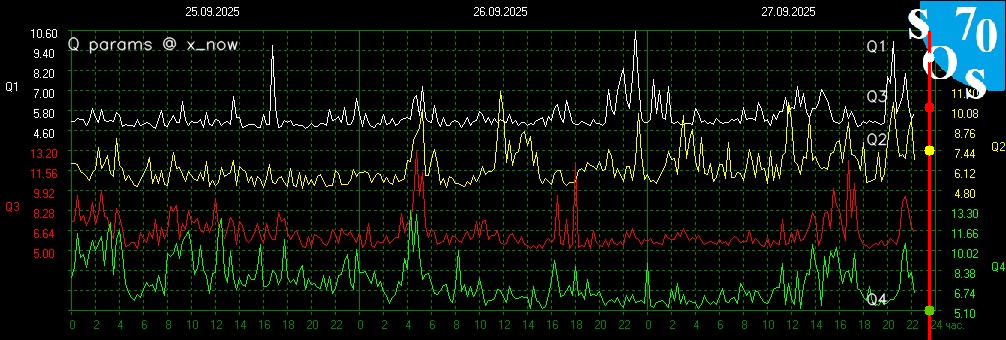 25.09.2025 26.09.2025 27.09.2025
SOS 70
Q params @ x_now
Q1
Q3
Q2
Q4
Q1
10.60
9.40
8.20
7.00
5.80
4.60
Q3
13.20
11.56
9.92
8.28
6.64
5.00
Q2
11.40
10.08
8.76
7.44
6.12
4.80
Q4
13.30
11.66
10.02
8.38
6.74
5.10
0 2 4 6 8 10 12 14 16 18 20 22 0 2 4 6 8 10 12 14 16 18 20 22 0 2 4 6 8 10 12 14 16 18 20 22 24 час.